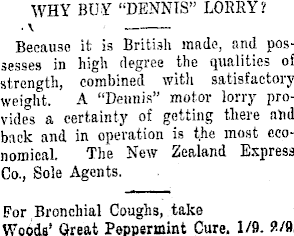 WHY BUY "DENNIS" LORRY?
Because it is British made, and pos-
sesses in high degree the qualities of
strength, combined with satisfactory
weight. A "Dennis" motor lorry pro-
vides a certainty of getting there and
back and in operation is the most eco-
nomical. The New Zealand Express
Co., Sole Agents.
For Bronchial Coughs, take
Woods' Great Peppermint Cure. 1/9. 2/9